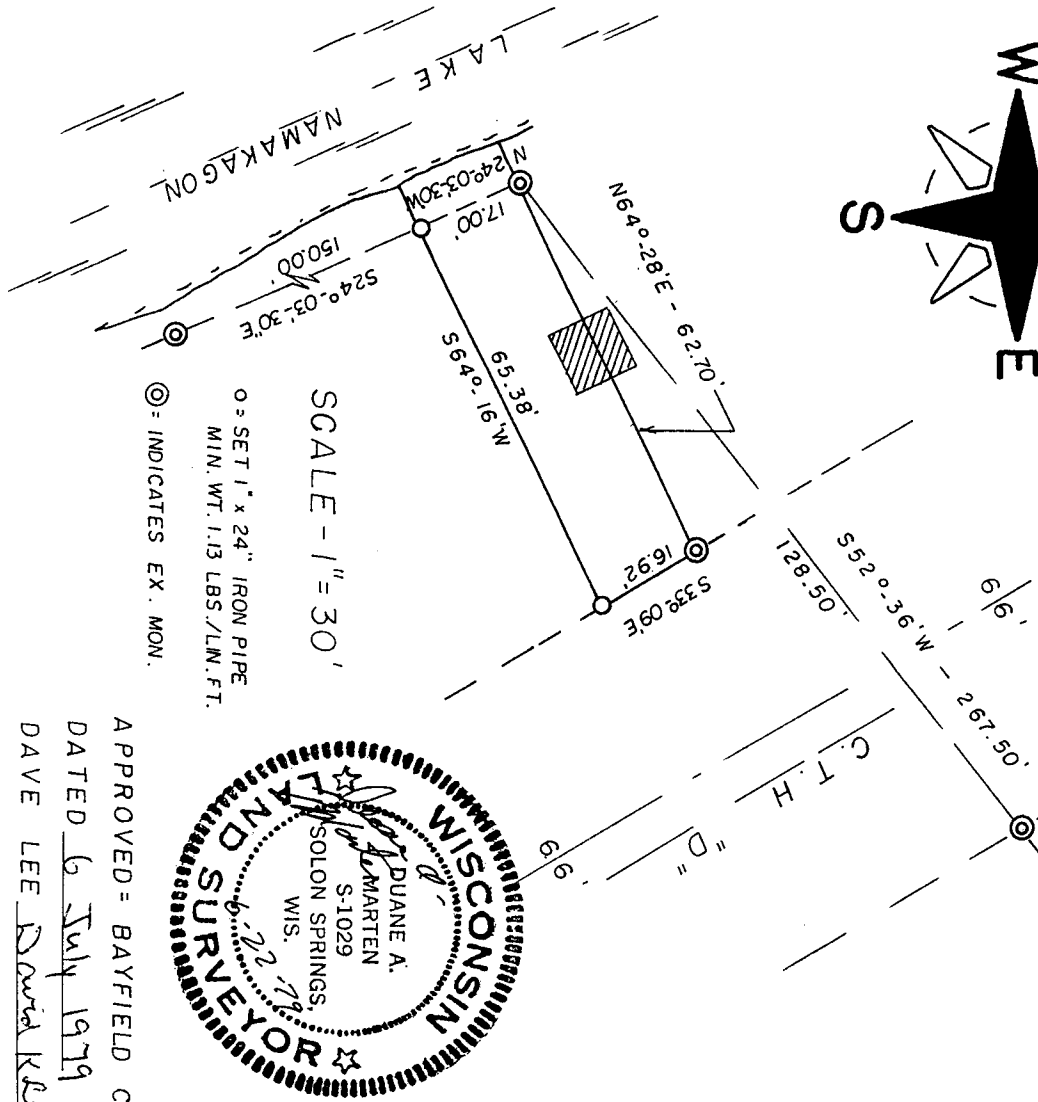 W
S
E
LAKE
NAMAKAGON
N
24°-03'-30"W
17.00'
150.00'
S24°-03'-30"E
N64°-28'E - 62.70'
65.38'
S64°-16'W
16.92'
S33°-09'E
128.50'
S52°-36'W - 267.50'
66'
C.T.H "D"
66'
SCALE - 1" = 30'
o = SET 1" x 24" IRON PIPE
MIN. WT. 1.13 LBS./LIN. FT.
◎ = INDICATES EX. MON.
WISCONSIN
LAND SURVEYOR
DUANE A.
MARTEN
S-1029
SOLON SPRINGS,
WIS.
6-22-79
APPROVED = BAYFIELD
DATED 6 July 1979
DAVE LEE David